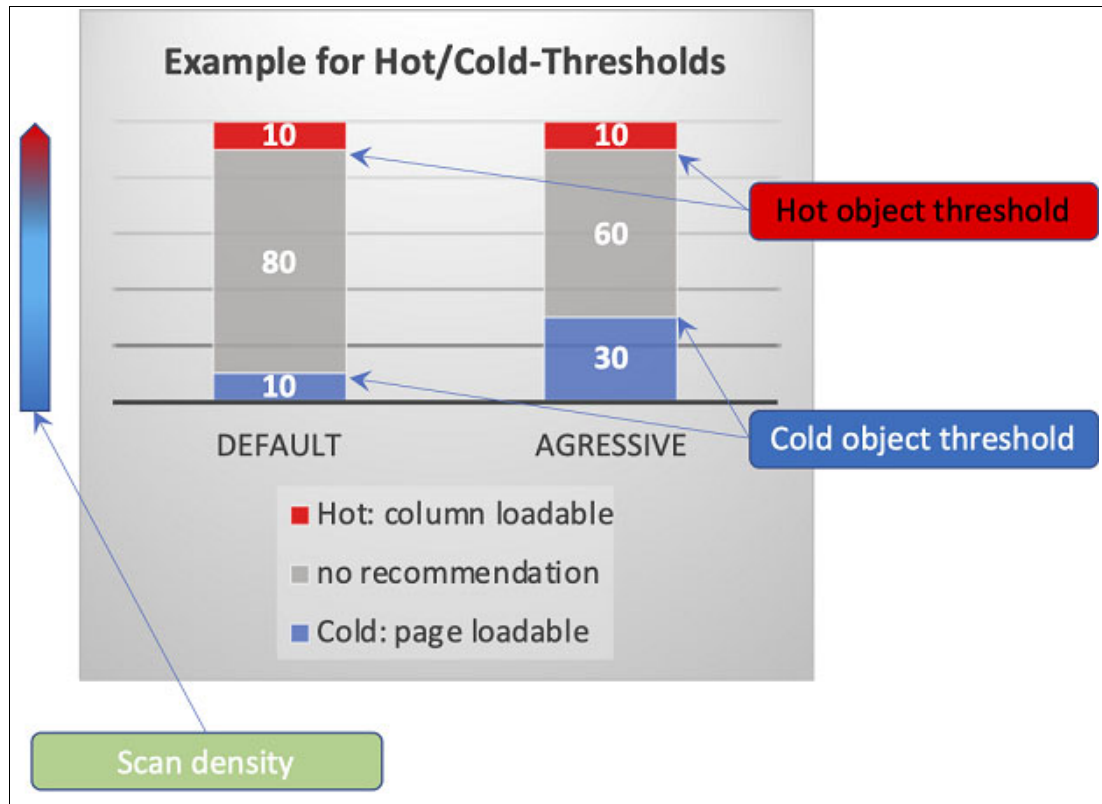 Example for Hot/Cold-Thresholds
10
10
Hot object threshold
80
60
10
30
DEFAULT
AGRESSIVE
Cold object threshold
Hot: column loadable
no recommendation
Cold: page loadable
Scan density